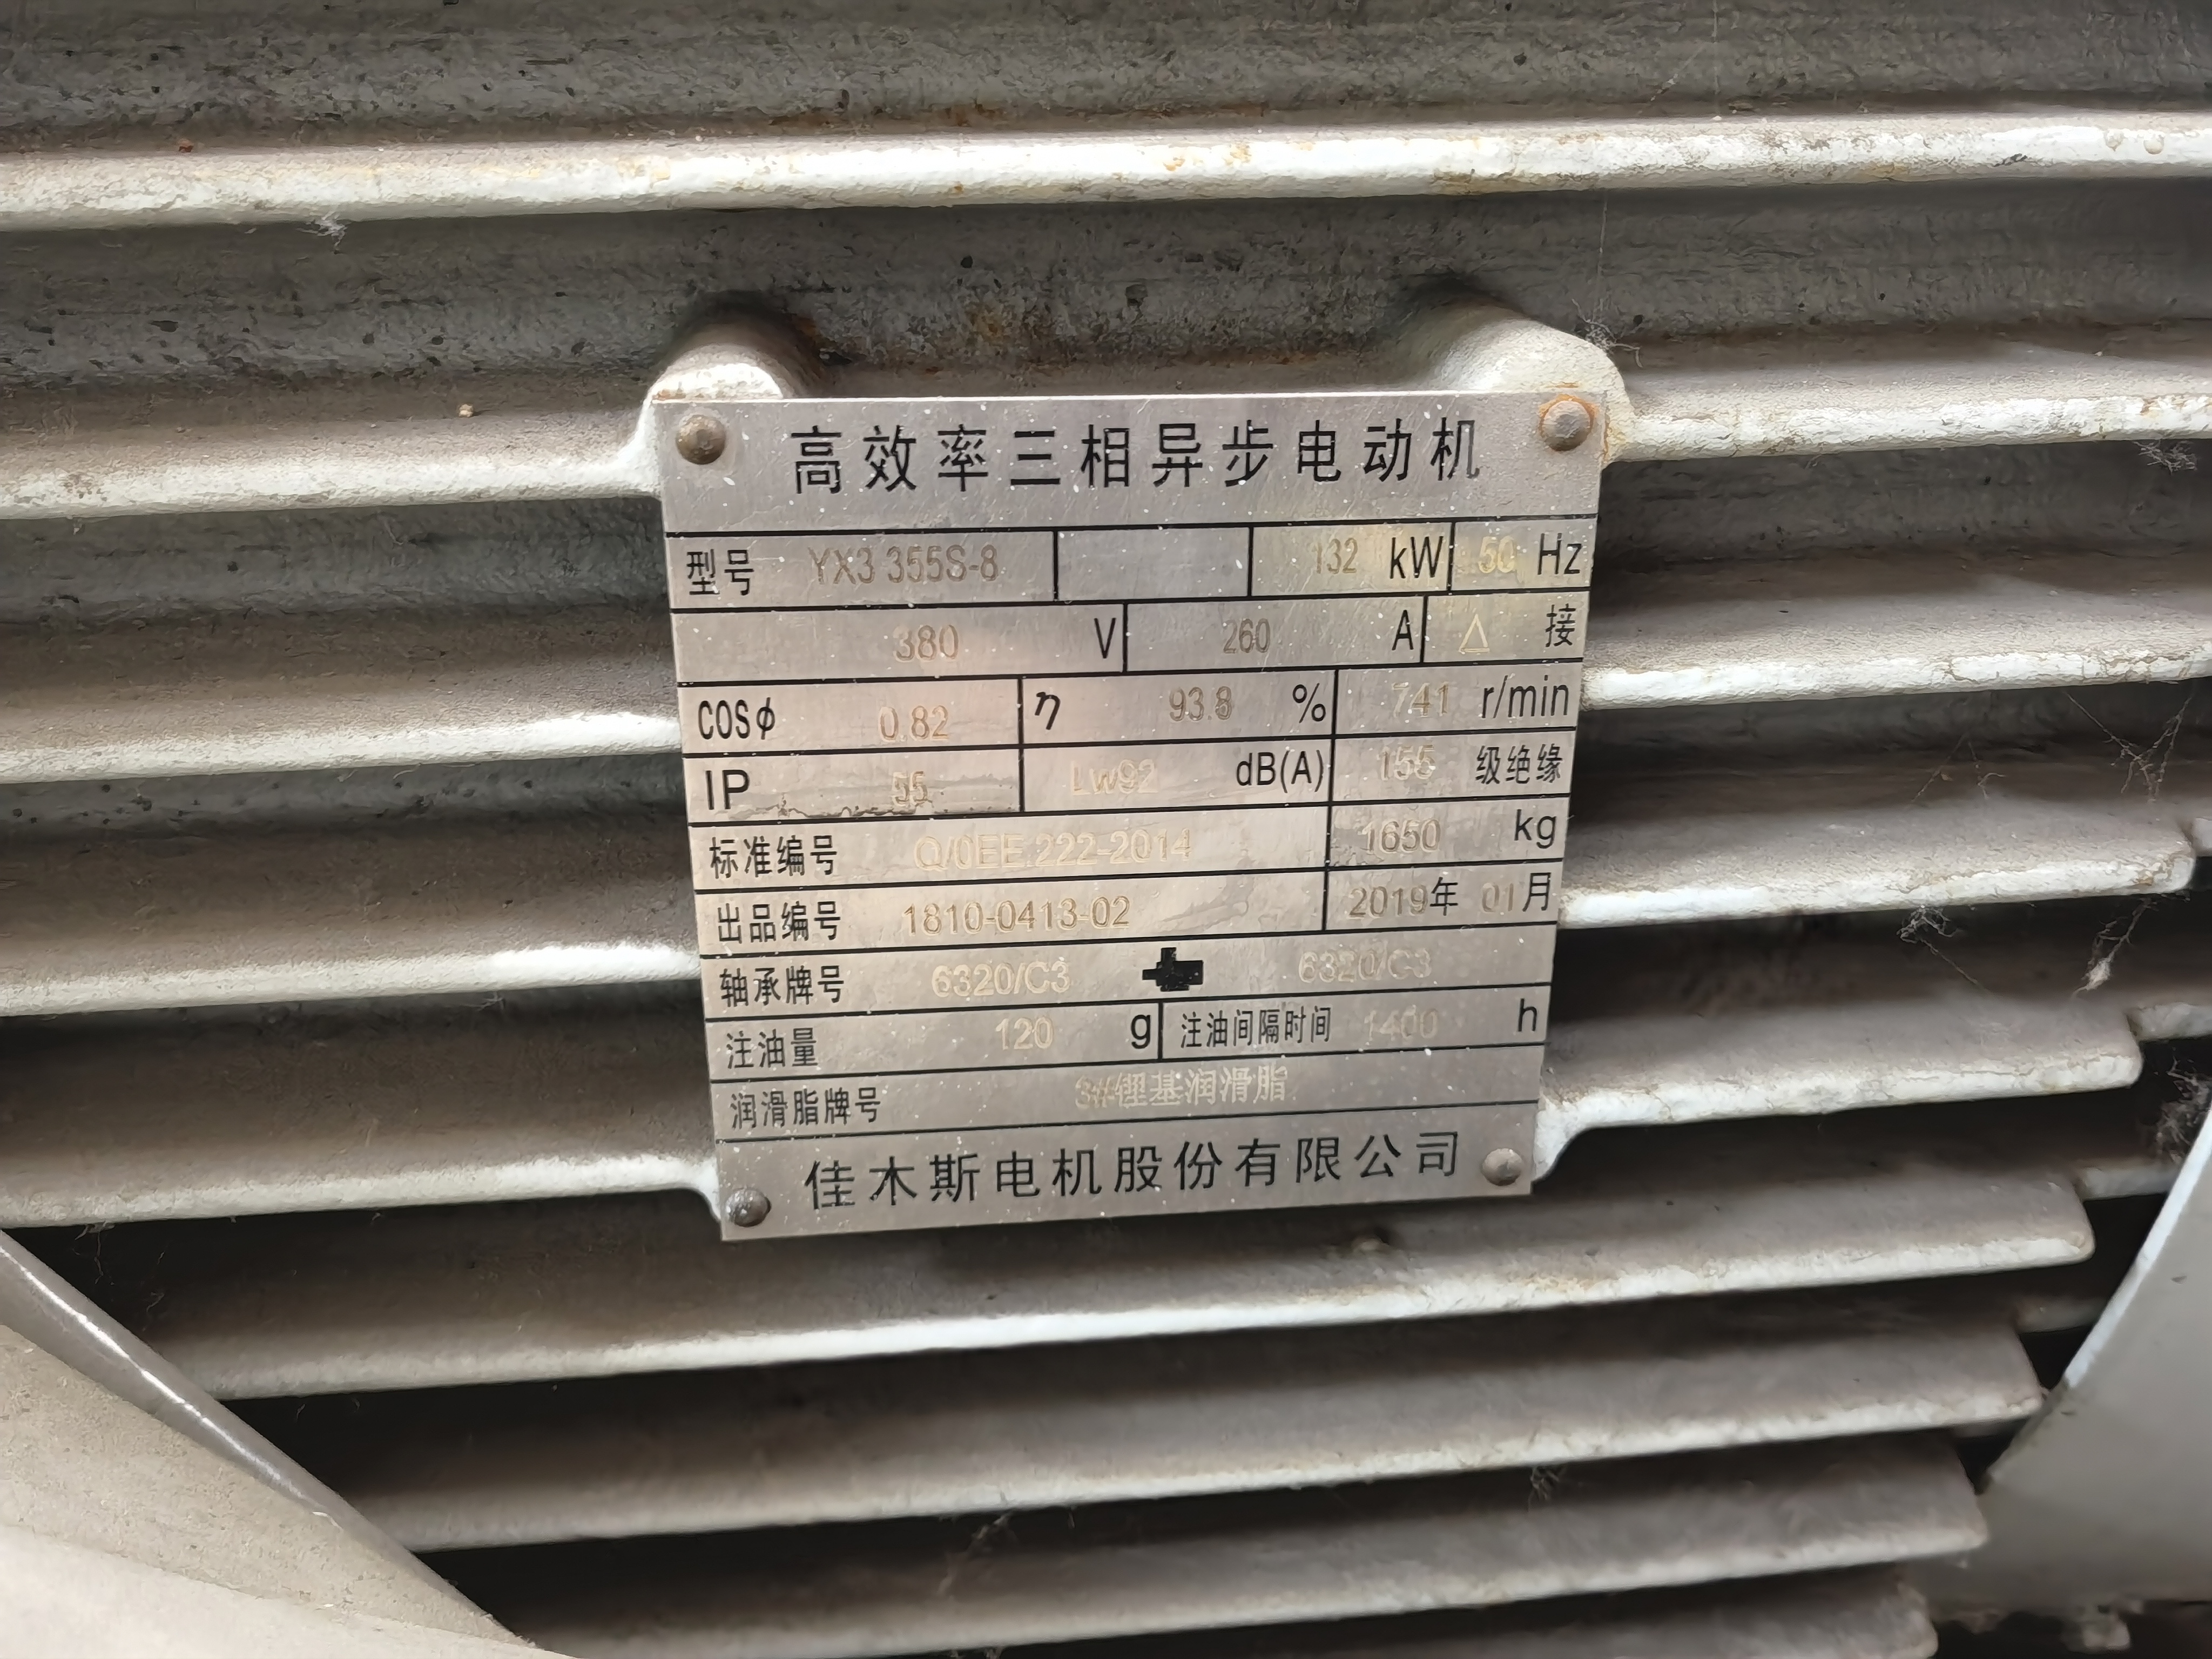 高效率三相异步电动机
型号 YX3 355S-8 132 kW 50 Hz
380 V 260 A △ 接
COSφ 0.82 η 93.8 % 741 r/min
IP 55 Lw92 dB(A) 155 级绝缘
标准编号 Q/0EE.222-2014 1650 kg
出品编号 1810-0413-02 2019年 01月
轴承牌号 6320/C3 6320/C3
注油量 120 g 注油间隔时间 1400 h
润滑脂牌号 3#锂基润滑脂
佳木斯电机股份有限公司